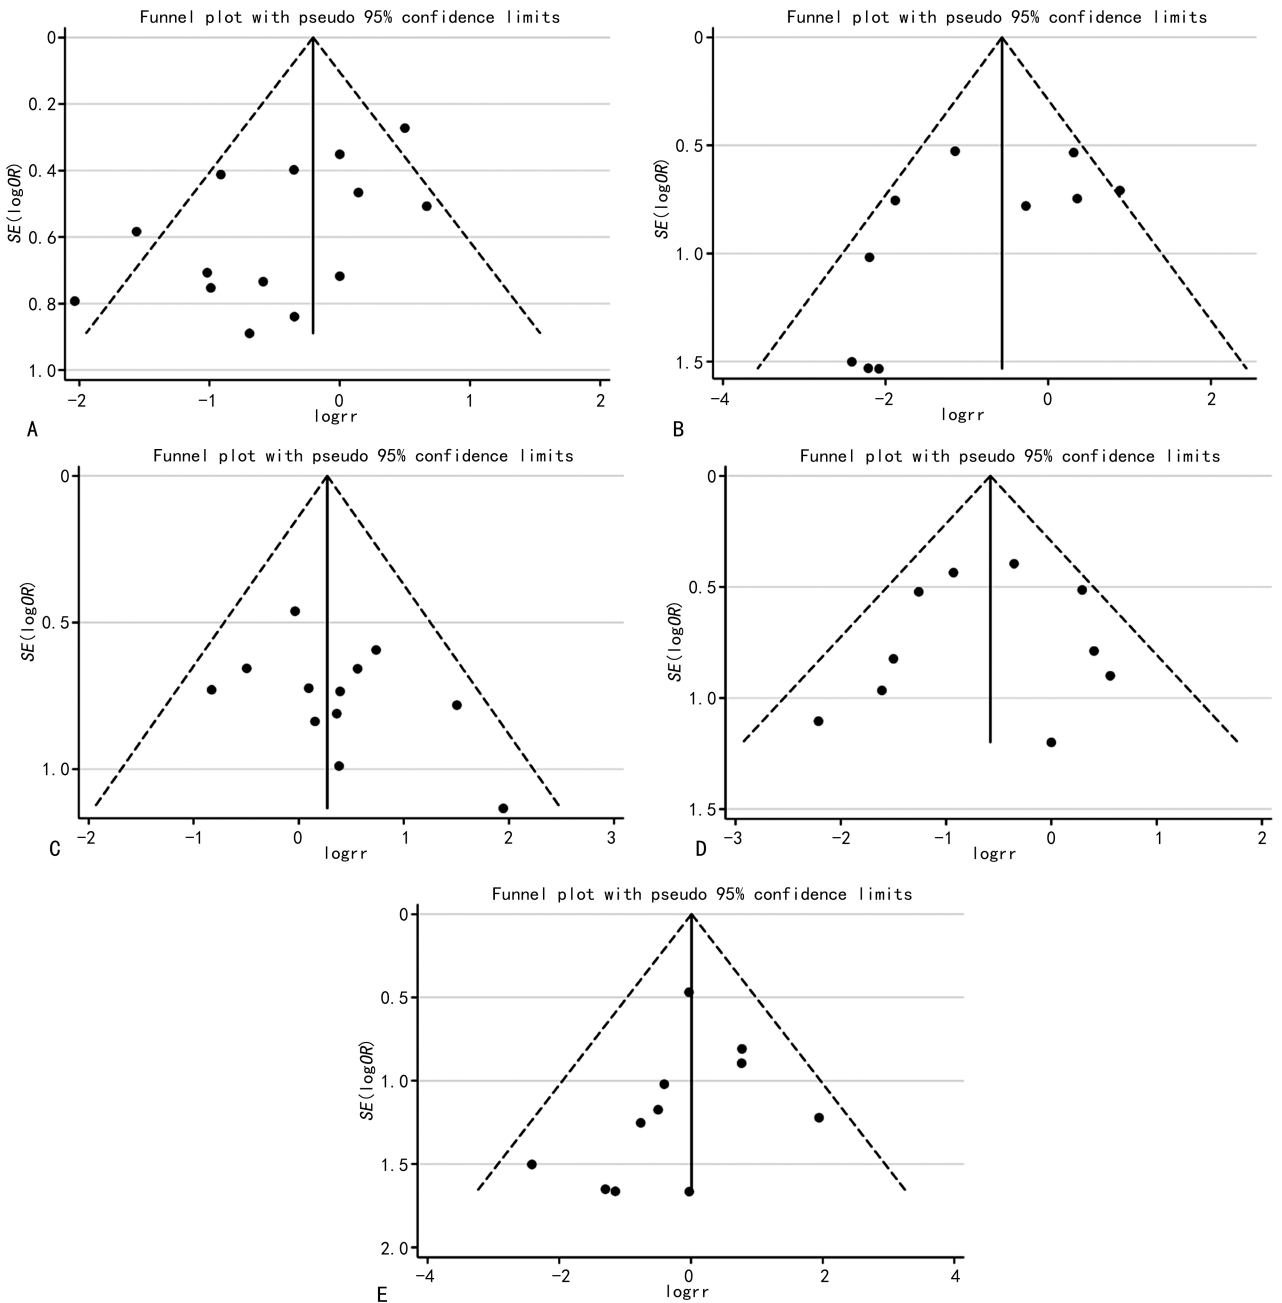 Funnel plot with pseudo 95% confidence limits
SE(logOR)
0
0.2
0.4
0.6
0.8
1.0
−2 −1 0 1 2
logrr
A
Funnel plot with pseudo 95% confidence limits
SE(logOR)
0
0.5
1.0
1.5
−4 −2 0 2
logrr
B
Funnel plot with pseudo 95% confidence limits
SE(logOR)
0
0.5
1.0
−2 −1 0 1 2 3
logrr
C
Funnel plot with pseudo 95% confidence limits
SE(logOR)
0
0.5
1.0
1.5
−3 −2 −1 0 1 2
logrr
D
Funnel plot with pseudo 95% confidence limits
SE(logOR)
0
0.5
1.0
1.5
2.0
−4 −2 0 2 4
logrr
E